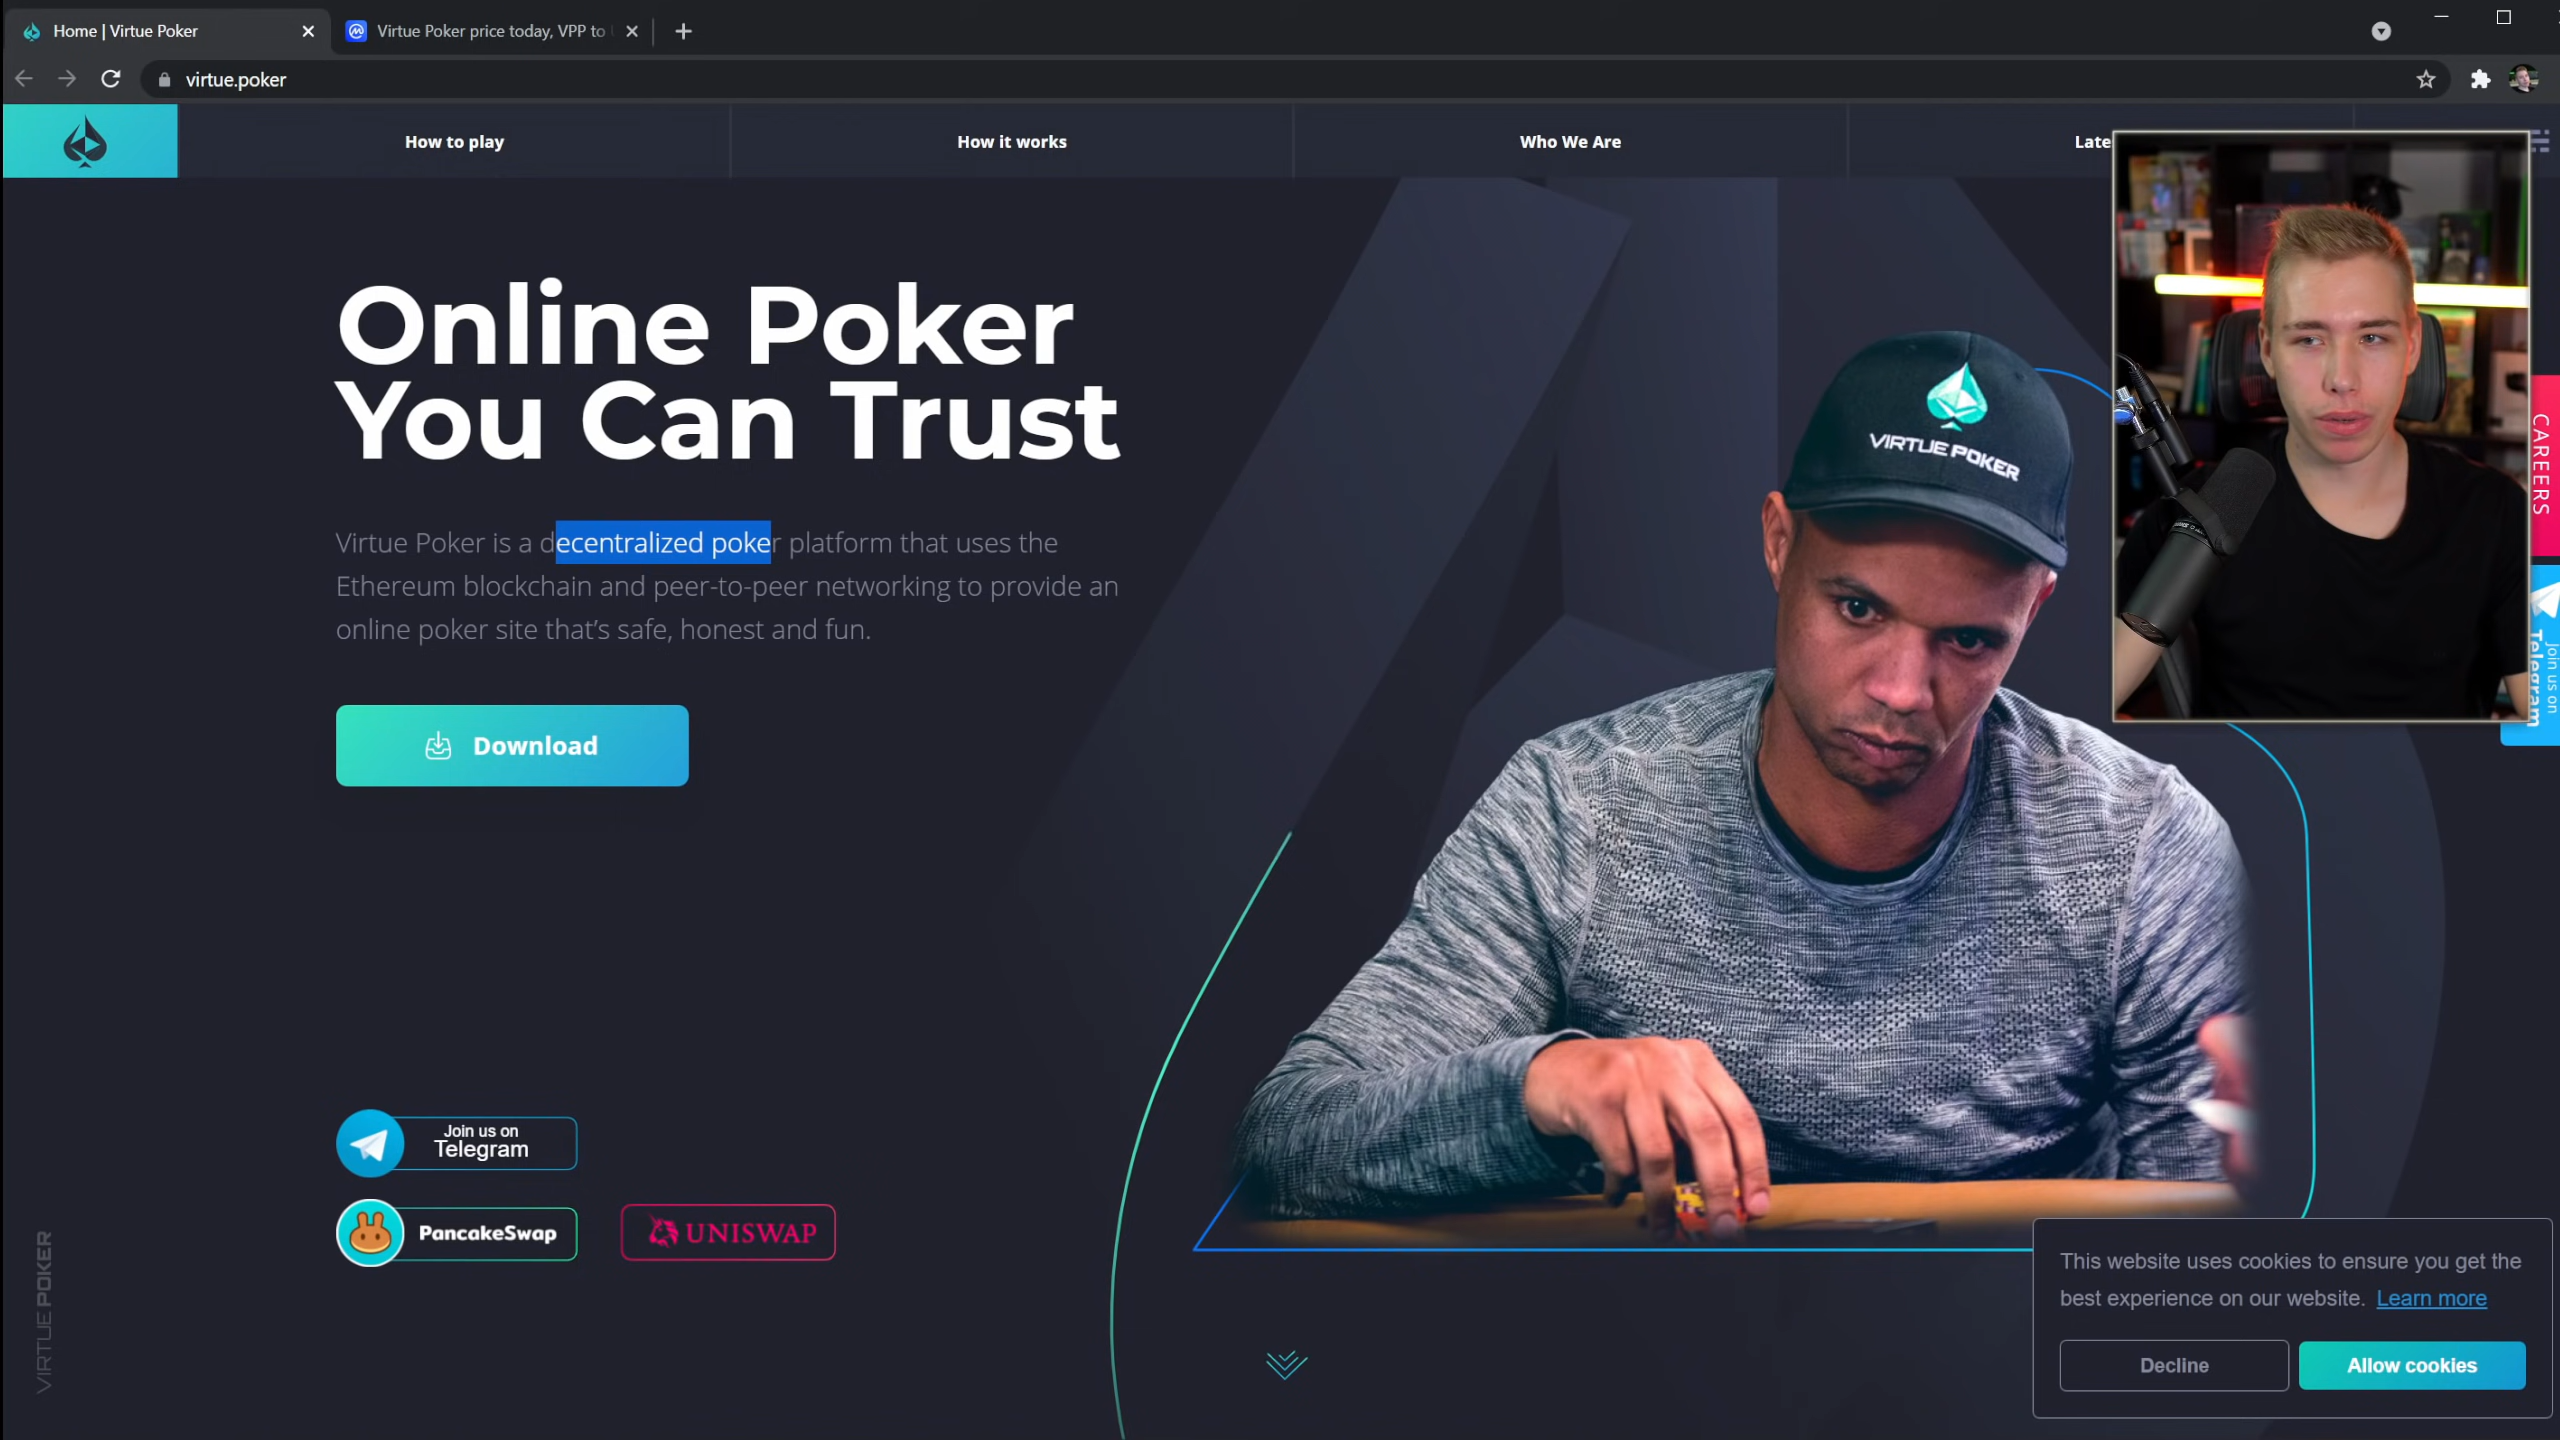 Home | Virtue Poker
Virtue Poker price today, VPP to
virtue.poker
How to play
How it works
Who We Are
Late
Online Poker
You Can Trust
VIRTUE POKER
Virtue Poker is a decentralized poker platform that uses the
Ethereum blockchain and peer-to-peer networking to provide an
online poker site that's safe, honest and fun.
Download
CAREERS
Join us on
Telegram
Join us on
Telegram
PancakeSwap
UNISWAP
VIRTUE POKER
This website uses cookies to ensure you get the
best experience on our website. Learn more
Decline
Allow cookies